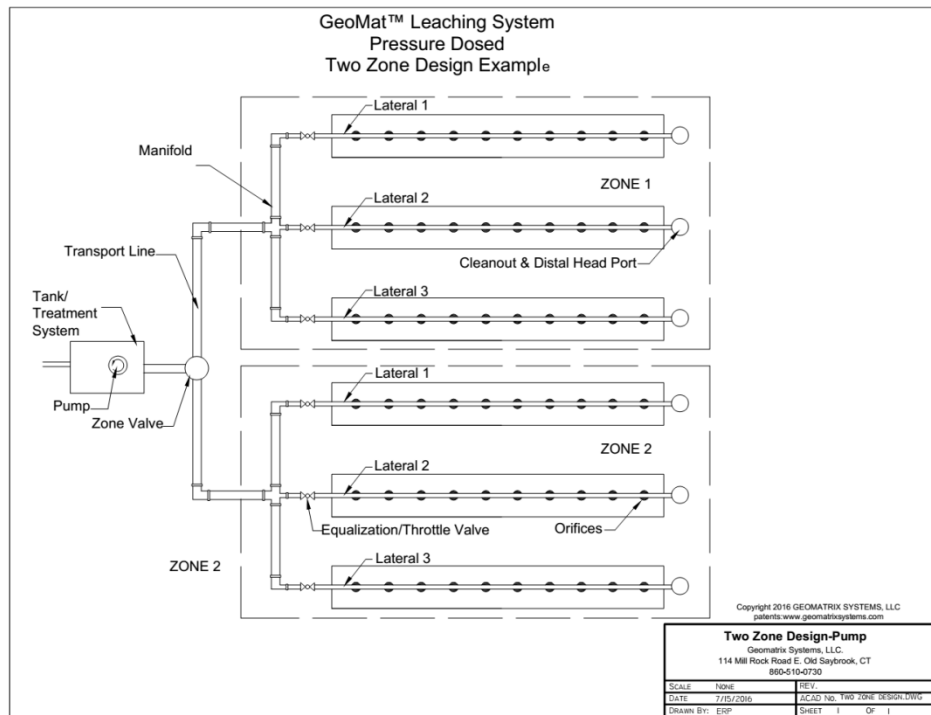 GeoMat™ Leaching System
Pressure Dosed
Two Zone Design Example
Lateral 1
Manifold
ZONE 1
Lateral 2
Transport Line
Cleanout & Distal Head Port
Tank/
Treatment
System
Lateral 3
Pump
Zone Valve
Lateral 1
ZONE 2
Lateral 2
Equalization/Throttle Valve
Orifices
Lateral 3
ZONE 2
Copyright 2016 GEOMATRIX SYSTEMS, LLC
patents:www.geomatrixsystems.com
Two Zone Design-Pump
Geomatrix Systems, LLC.
114 Mill Rock Road E. Old Saybrook, CT
860-510-0730
SCALE NONE REV.
DATE 7/15/2016 ACAD No. TWO ZONE DESIGN.DWG
DRAWN BY: ERP SHEET 1 OF 1